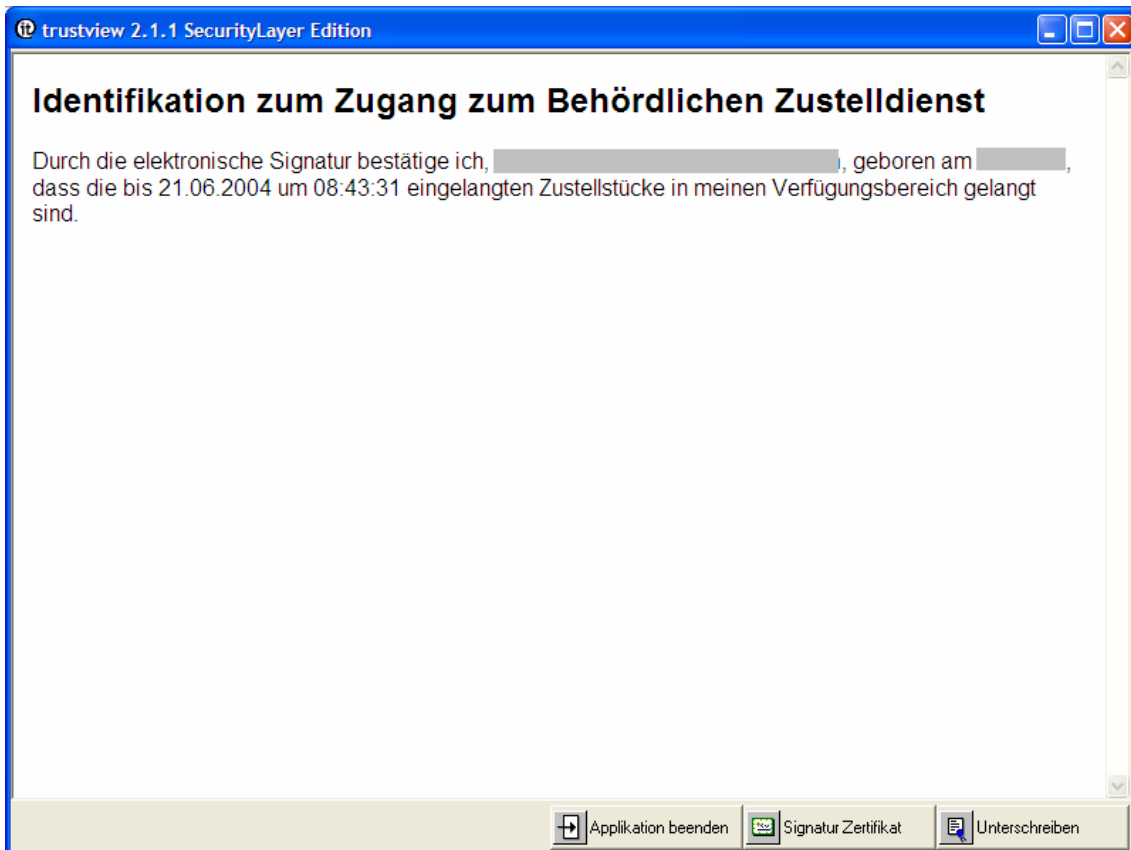 trustview 2.1.1 SecurityLayer Edition
Identifikation zum Zugang zum Behördlichen Zustelldienst
Durch die elektronische Signatur bestätige ich, , geboren am ,
dass die bis 21.06.2004 um 08:43:31 eingelangten Zustellstücke in meinen Verfügungsbereich gelangt
sind.
Applikation beenden Signatur Zertifikat Unterschreiben